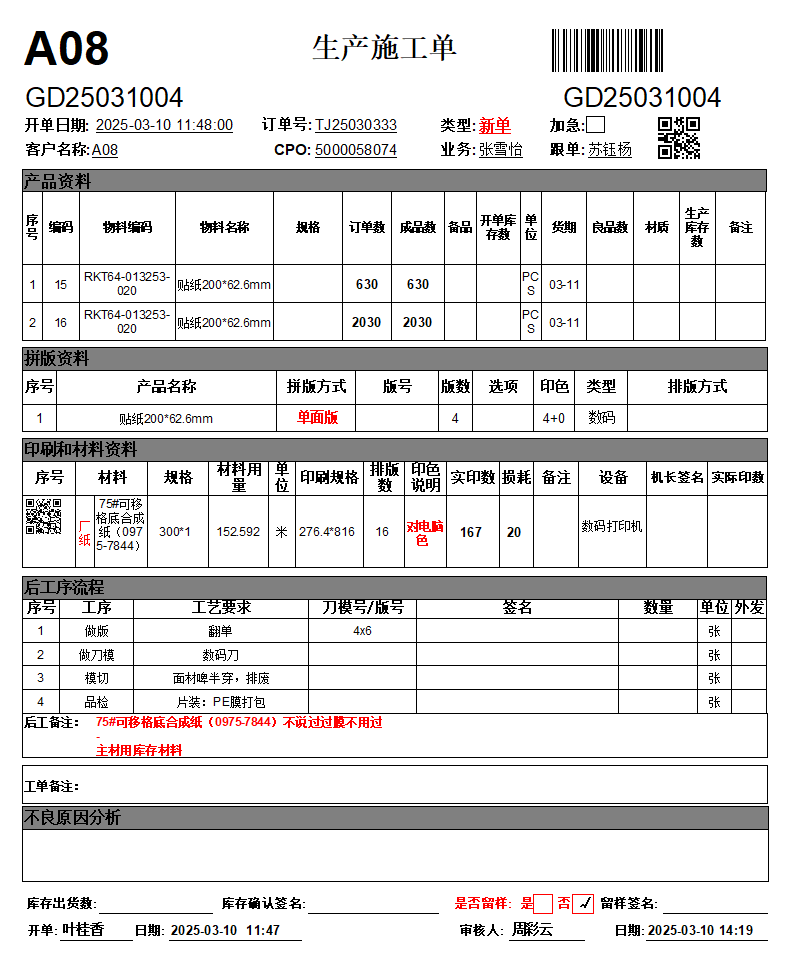 A08
生产施工单
GD25031004
GD25031004
开单日期: 2025-03-10 11:48:00 订单号: TJ25030333 类型: 新单 加急:
客户名称: A08 CPO: 5000058074 业务: 张雪怡 跟单: 苏钰杨
产品资料
序号 编码 物料编码 物料名称 规格 订单数 成品数 备品 开单库存数 单位 货期 良品数 材质 生产库存数 备注
1 15 RKT64-013253-020 贴纸200*62.6mm 630 630 PCS 03-11
2 16 RKT64-013253-020 贴纸200*62.6mm 2030 2030 PCS 03-11
拼版资料
序号 产品名称 拼版方式 版号 版数 选项 印色 类型 排版方式
1 贴纸200*62.6mm 单面版 4 4+0 数码
印刷和材料资料
序号 材料 规格 材料用量 单位 印刷规格 排版数 印色说明 实印数 损耗 备注 设备 机长签名 实际印数
厂纸 75#可移格底合成纸（0975-7844） 300*1 152.592 米 276.4*816 16 对电脑色 167 20 数码打印机
后工序流程
序号 工序 工艺要求 刀模号/版号 签名 数量 单位 外发
1 做版 翻单 4x6 张
2 做刀模 数码刀 张
3 模切 面材啤半穿，排废 张
4 品检 片装：PE膜打包 张
后工备注: 75#可移格底合成纸（0975-7844）不说过过膜不用过
-
主材用库存材料
工单备注:
不良原因分析
库存出货数: 库存确认签名: 是否留样: 是 否 ✓ 留样签名:
开单: 叶桂香 日期: 2025-03-10 11:47 审核人: 周彩云 日期: 2025-03-10 14:19